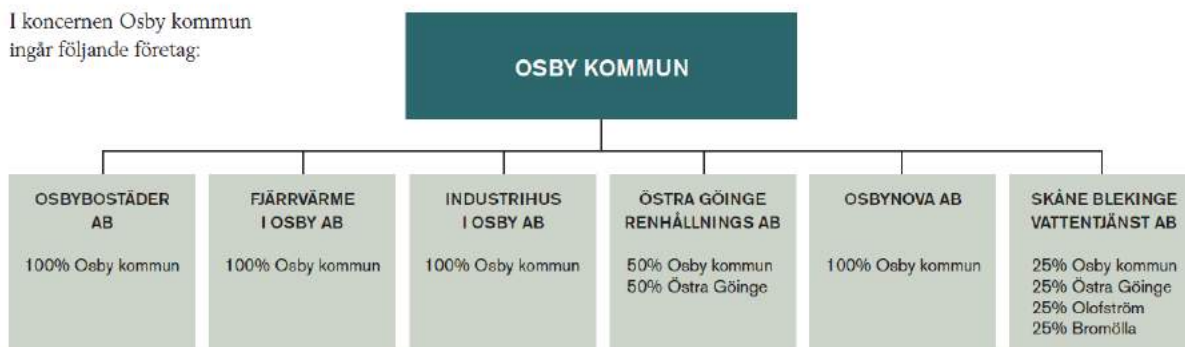 I koncernen Osby kommun
ingår följande företag:
OSBY KOMMUN
OSBYBOSTÄDER
AB
100% Osby kommun
FJÄRRVÄRME
I OSBY AB
100% Osby kommun
INDUSTRIHUS
I OSBY AB
100% Osby kommun
ÖSTRA GÖINGE
RENHÅLLNINGS AB
50% Osby kommun
50% Östra Göinge
OSBYNOVA AB
100% Osby kommun
SKÅNE BLEKINGE
VATTENTJÄNST AB
25% Osby kommun
25% Östra Göinge
25% Olofström
25% Bromölla